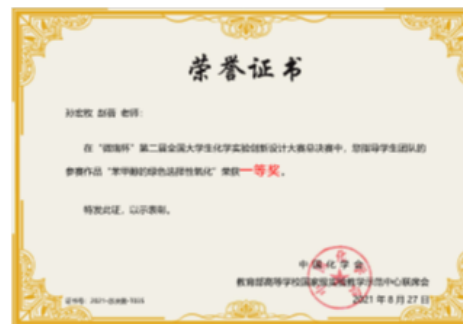 荣誉证书
孙宏枚 赵蓓 老师：
在“微瑞杯”第二届全国大学生化学实验创新设计大赛总决赛中，您指导学生团队的
参赛作品“苯甲醇的绿色选择性氧化”荣获一等奖。
特发此证，以示表彰。
中国化学会
教育部高等学校国家级实验教学示范中心联席会
2021年8月27日